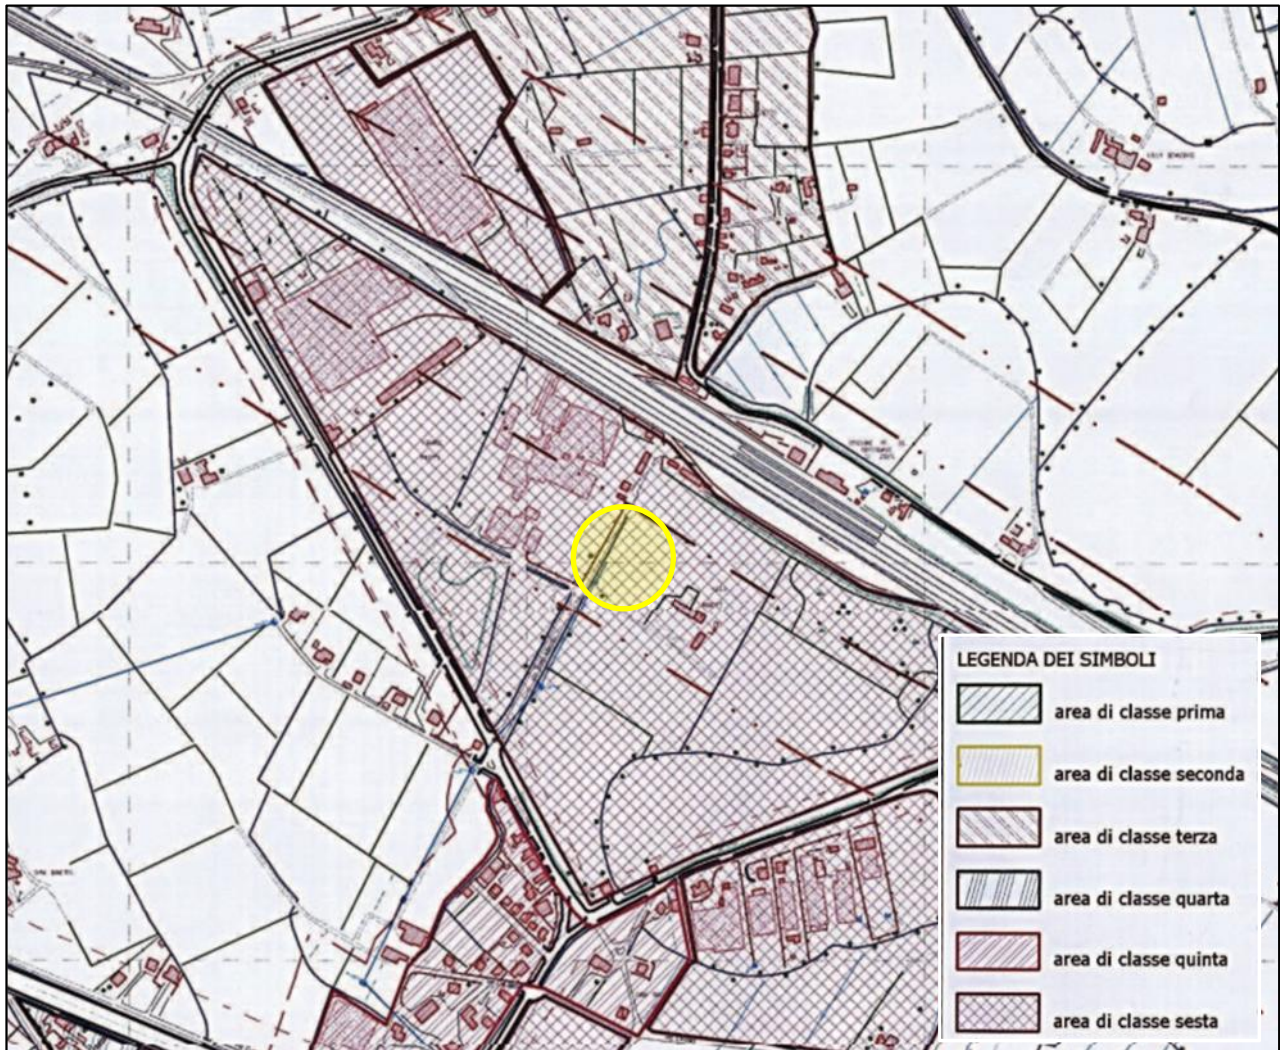 LEGENDA DEI SIMBOLI
area di classe prima
area di classe seconda
area di classe terza
area di classe quarta
area di classe quinta
area di classe sesta